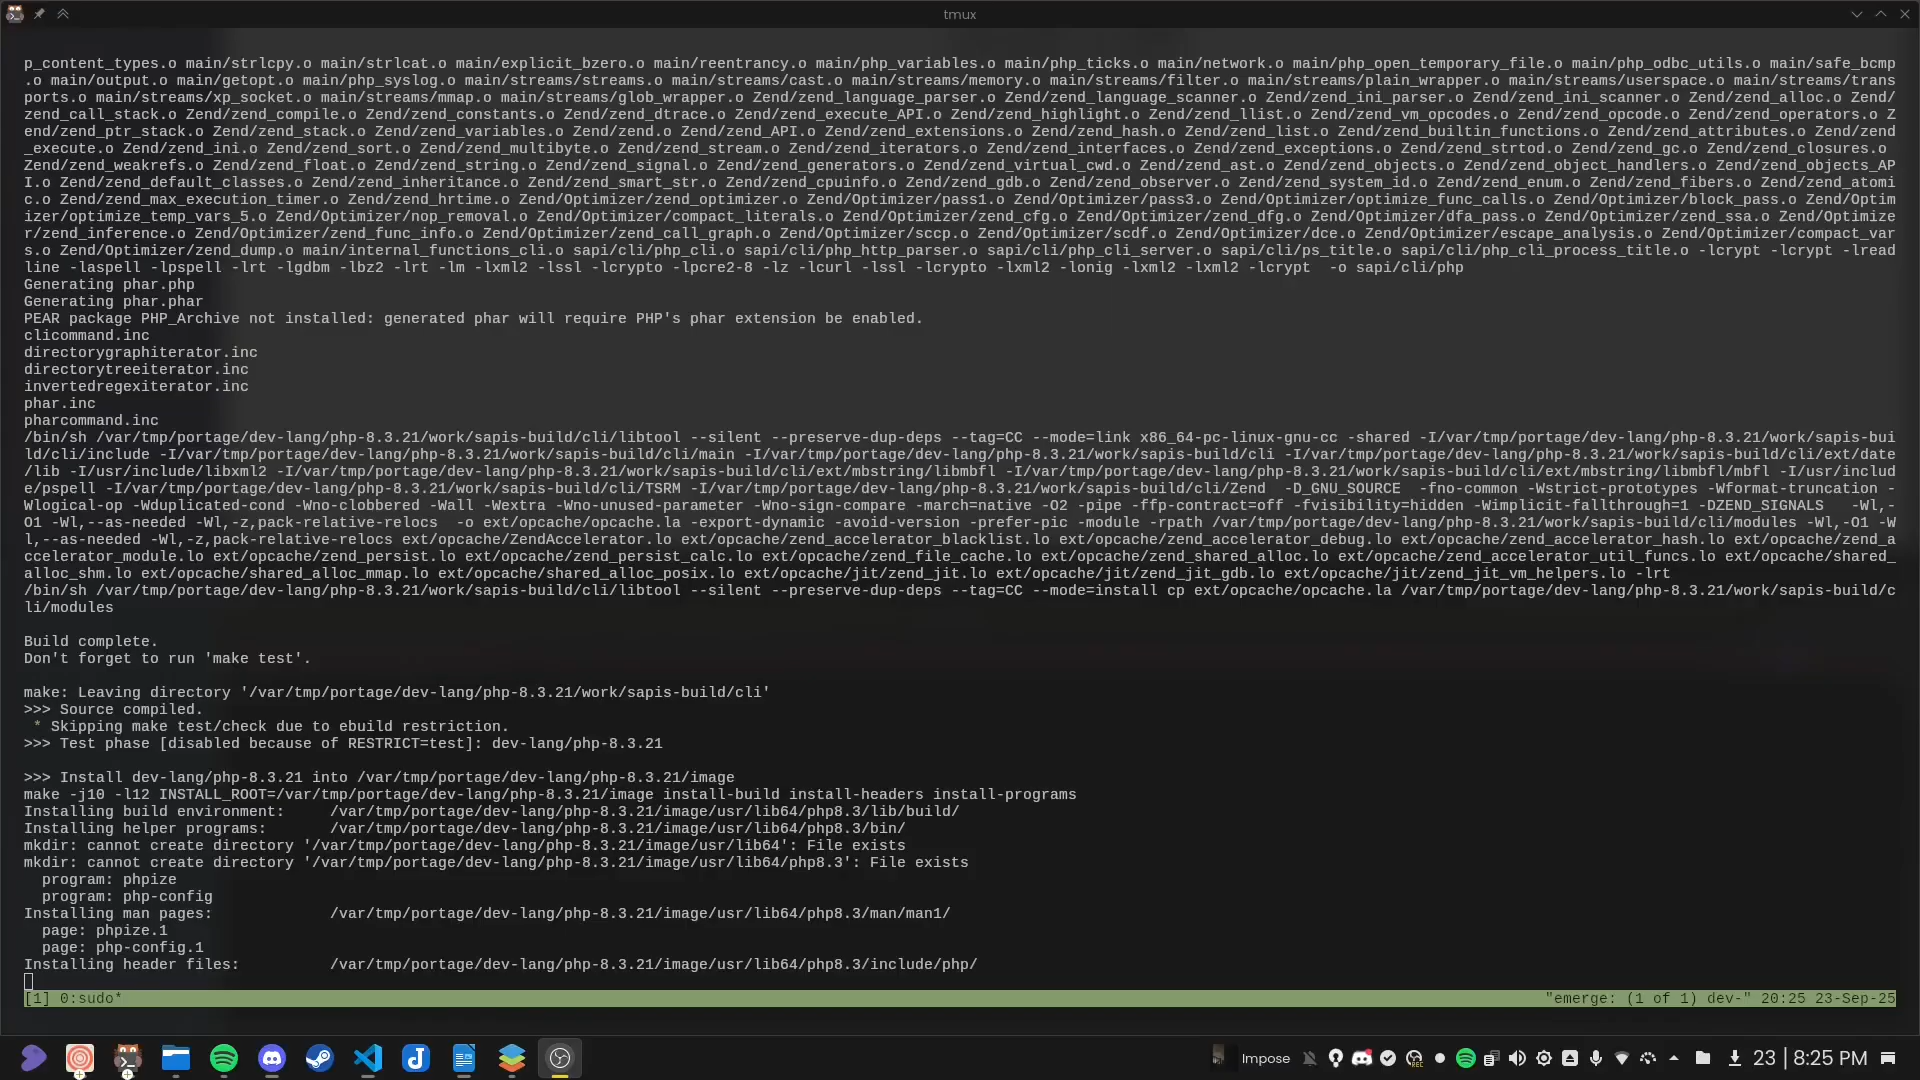 tmux
p_content_types.o main/strlcpy.o main/strlcat.o main/explicit_bzero.o main/reentrancy.o main/php_variables.o main/php_ticks.o main/network.o main/php_open_temporary_file.o main/php_odbc_utils.o main/safe_bcmp
.o main/output.o main/getopt.o main/php_syslog.o main/streams/streams.o main/streams/cast.o main/streams/memory.o main/streams/filter.o main/streams/plain_wrapper.o main/streams/userspace.o main/streams/trans
ports.o main/streams/xp_socket.o main/streams/mmap.o main/streams/glob_wrapper.o Zend/zend_language_parser.o Zend/zend_language_scanner.o Zend/zend_ini_parser.o Zend/zend_ini_scanner.o Zend/zend_alloc.o Zend/
zend_call_stack.o Zend/zend_compile.o Zend/zend_constants.o Zend/zend_dtrace.o Zend/zend_execute_API.o Zend/zend_highlight.o Zend/zend_llist.o Zend/zend_vm_opcodes.o Zend/zend_opcode.o Zend/zend_operators.o Z
end/zend_ptr_stack.o Zend/zend_stack.o Zend/zend_variables.o Zend/zend.o Zend/zend_API.o Zend/zend_extensions.o Zend/zend_hash.o Zend/zend_list.o Zend/zend_builtin_functions.o Zend/zend_attributes.o Zend/zend
_execute.o Zend/zend_ini.o Zend/zend_sort.o Zend/zend_multibyte.o Zend/zend_stream.o Zend/zend_iterators.o Zend/zend_interfaces.o Zend/zend_exceptions.o Zend/zend_strtod.o Zend/zend_gc.o Zend/zend_closures.o
Zend/zend_weakrefs.o Zend/zend_float.o Zend/zend_string.o Zend/zend_signal.o Zend/zend_generators.o Zend/zend_virtual_cwd.o Zend/zend_ast.o Zend/zend_objects.o Zend/zend_object_handlers.o Zend/zend_objects_AP
I.o Zend/zend_default_classes.o Zend/zend_inheritance.o Zend/zend_smart_str.o Zend/zend_cpuinfo.o Zend/zend_gdb.o Zend/zend_observer.o Zend/zend_system_id.o Zend/zend_enum.o Zend/zend_fibers.o Zend/zend_atomi
c.o Zend/zend_max_execution_timer.o Zend/zend_hrtime.o Zend/Optimizer/zend_optimizer.o Zend/Optimizer/pass1.o Zend/Optimizer/pass3.o Zend/Optimizer/optimize_func_calls.o Zend/Optimizer/block_pass.o Zend/Optim
izer/optimize_temp_vars_5.o Zend/Optimizer/nop_removal.o Zend/Optimizer/compact_literals.o Zend/Optimizer/zend_cfg.o Zend/Optimizer/zend_dfg.o Zend/Optimizer/dfa_pass.o Zend/Optimizer/zend_ssa.o Zend/Optimize
r/zend_inference.o Zend/Optimizer/zend_func_info.o Zend/Optimizer/zend_call_graph.o Zend/Optimizer/sccp.o Zend/Optimizer/scdf.o Zend/Optimizer/dce.o Zend/Optimizer/escape_analysis.o Zend/Optimizer/compact_var
s.o Zend/Optimizer/zend_dump.o main/internal_functions_cli.o sapi/cli/php_cli.o sapi/cli/php_http_parser.o sapi/cli/php_cli_server.o sapi/cli/ps_title.o sapi/cli/php_cli_process_title.o -lcrypt -lcrypt -lread
line -laspell -lpspell -lrt -lgdbm -lbz2 -lrt -lm -lxml2 -lssl -lcrypto -lpcre2-8 -lz -lcurl -lssl -lcrypto -lxml2 -lonig -lxml2 -lxml2 -lcrypt  -o sapi/cli/php
Generating phar.php
Generating phar.phar
PEAR package PHP_Archive not installed: generated phar will require PHP's phar extension be enabled.
clicommand.inc
directorygraphiterator.inc
directorytreeiterator.inc
invertedregexiterator.inc
phar.inc
pharcommand.inc
/bin/sh /var/tmp/portage/dev-lang/php-8.3.21/work/sapis-build/cli/libtool --silent --preserve-dup-deps --tag=CC --mode=link x86_64-pc-linux-gnu-cc -shared -I/var/tmp/portage/dev-lang/php-8.3.21/work/sapis-bui
ld/cli/include -I/var/tmp/portage/dev-lang/php-8.3.21/work/sapis-build/cli/main -I/var/tmp/portage/dev-lang/php-8.3.21/work/sapis-build/cli -I/var/tmp/portage/dev-lang/php-8.3.21/work/sapis-build/cli/ext/date
/lib -I/usr/include/libxml2 -I/var/tmp/portage/dev-lang/php-8.3.21/work/sapis-build/cli/ext/mbstring/libmbfl -I/var/tmp/portage/dev-lang/php-8.3.21/work/sapis-build/cli/ext/mbstring/libmbfl/mbfl -I/usr/includ
e/pspell -I/var/tmp/portage/dev-lang/php-8.3.21/work/sapis-build/cli/TSRM -I/var/tmp/portage/dev-lang/php-8.3.21/work/sapis-build/cli/Zend  -D_GNU_SOURCE  -fno-common -Wstrict-prototypes -Wformat-truncation -
Wlogical-op -Wduplicated-cond -Wno-clobbered -Wall -Wextra -Wno-unused-parameter -Wno-sign-compare -march=native -O2 -pipe -ffp-contract=off -fvisibility=hidden -Wimplicit-fallthrough=1 -DZEND_SIGNALS   -Wl,-
O1 -Wl,--as-needed -Wl,-z,pack-relative-relocs  -o ext/opcache/opcache.la -export-dynamic -avoid-version -prefer-pic -module -rpath /var/tmp/portage/dev-lang/php-8.3.21/work/sapis-build/cli/modules -Wl,-O1 -W
l,--as-needed -Wl,-z,pack-relative-relocs ext/opcache/ZendAccelerator.lo ext/opcache/zend_accelerator_blacklist.lo ext/opcache/zend_accelerator_debug.lo ext/opcache/zend_accelerator_hash.lo ext/opcache/zend_a
ccelerator_module.lo ext/opcache/zend_persist.lo ext/opcache/zend_persist_calc.lo ext/opcache/zend_file_cache.lo ext/opcache/zend_shared_alloc.lo ext/opcache/zend_accelerator_util_funcs.lo ext/opcache/shared_
alloc_shm.lo ext/opcache/shared_alloc_mmap.lo ext/opcache/shared_alloc_posix.lo ext/opcache/jit/zend_jit.lo ext/opcache/jit/zend_jit_gdb.lo ext/opcache/jit/zend_jit_vm_helpers.lo -lrt
/bin/sh /var/tmp/portage/dev-lang/php-8.3.21/work/sapis-build/cli/libtool --silent --preserve-dup-deps --tag=CC --mode=install cp ext/opcache/opcache.la /var/tmp/portage/dev-lang/php-8.3.21/work/sapis-build/c
li/modules
Build complete.
Don't forget to run 'make test'.
make: Leaving directory '/var/tmp/portage/dev-lang/php-8.3.21/work/sapis-build/cli'
>>> Source compiled.
 * Skipping make test/check due to ebuild restriction.
>>> Test phase [disabled because of RESTRICT=test]: dev-lang/php-8.3.21
>>> Install dev-lang/php-8.3.21 into /var/tmp/portage/dev-lang/php-8.3.21/image
make -j10 -l12 INSTALL_ROOT=/var/tmp/portage/dev-lang/php-8.3.21/image install-build install-headers install-programs
Installing build environment:     /var/tmp/portage/dev-lang/php-8.3.21/image/usr/lib64/php8.3/lib/build/
Installing helper programs:       /var/tmp/portage/dev-lang/php-8.3.21/image/usr/lib64/php8.3/bin/
mkdir: cannot create directory '/var/tmp/portage/dev-lang/php-8.3.21/image/usr/lib64': File exists
mkdir: cannot create directory '/var/tmp/portage/dev-lang/php-8.3.21/image/usr/lib64/php8.3': File exists
  program: phpize
  program: php-config
Installing man pages:             /var/tmp/portage/dev-lang/php-8.3.21/image/usr/lib64/php8.3/man/man1/
  page: phpize.1
  page: php-config.1
Installing header files:          /var/tmp/portage/dev-lang/php-8.3.21/image/usr/lib64/php8.3/include/php/
[1] 0:sudo* "emerge: (1 of 1) dev-" 20:25 23-Sep-25
Impose REC 23 | 8:25 PM